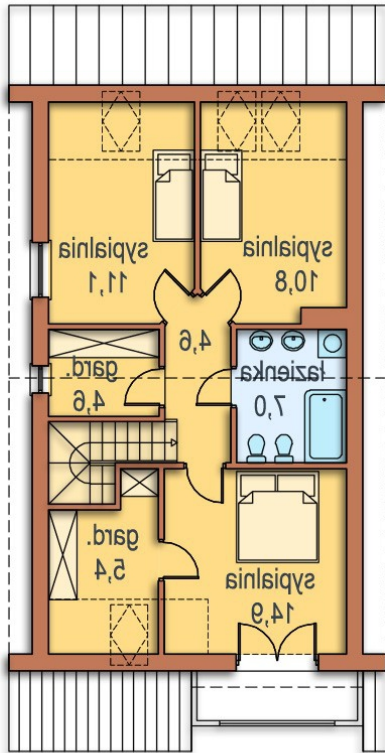 sypialnia
11,1
sypialnia
10,8
4,6
gard.
4,6
łazienka
7,0
gard.
5,4
sypialnia
14,9